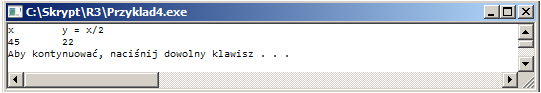 C:\Skrypt\R3\Przyklad4.exe
x y = x/2
45 22
Aby kontynuować, naciśnij dowolny klawisz . . .